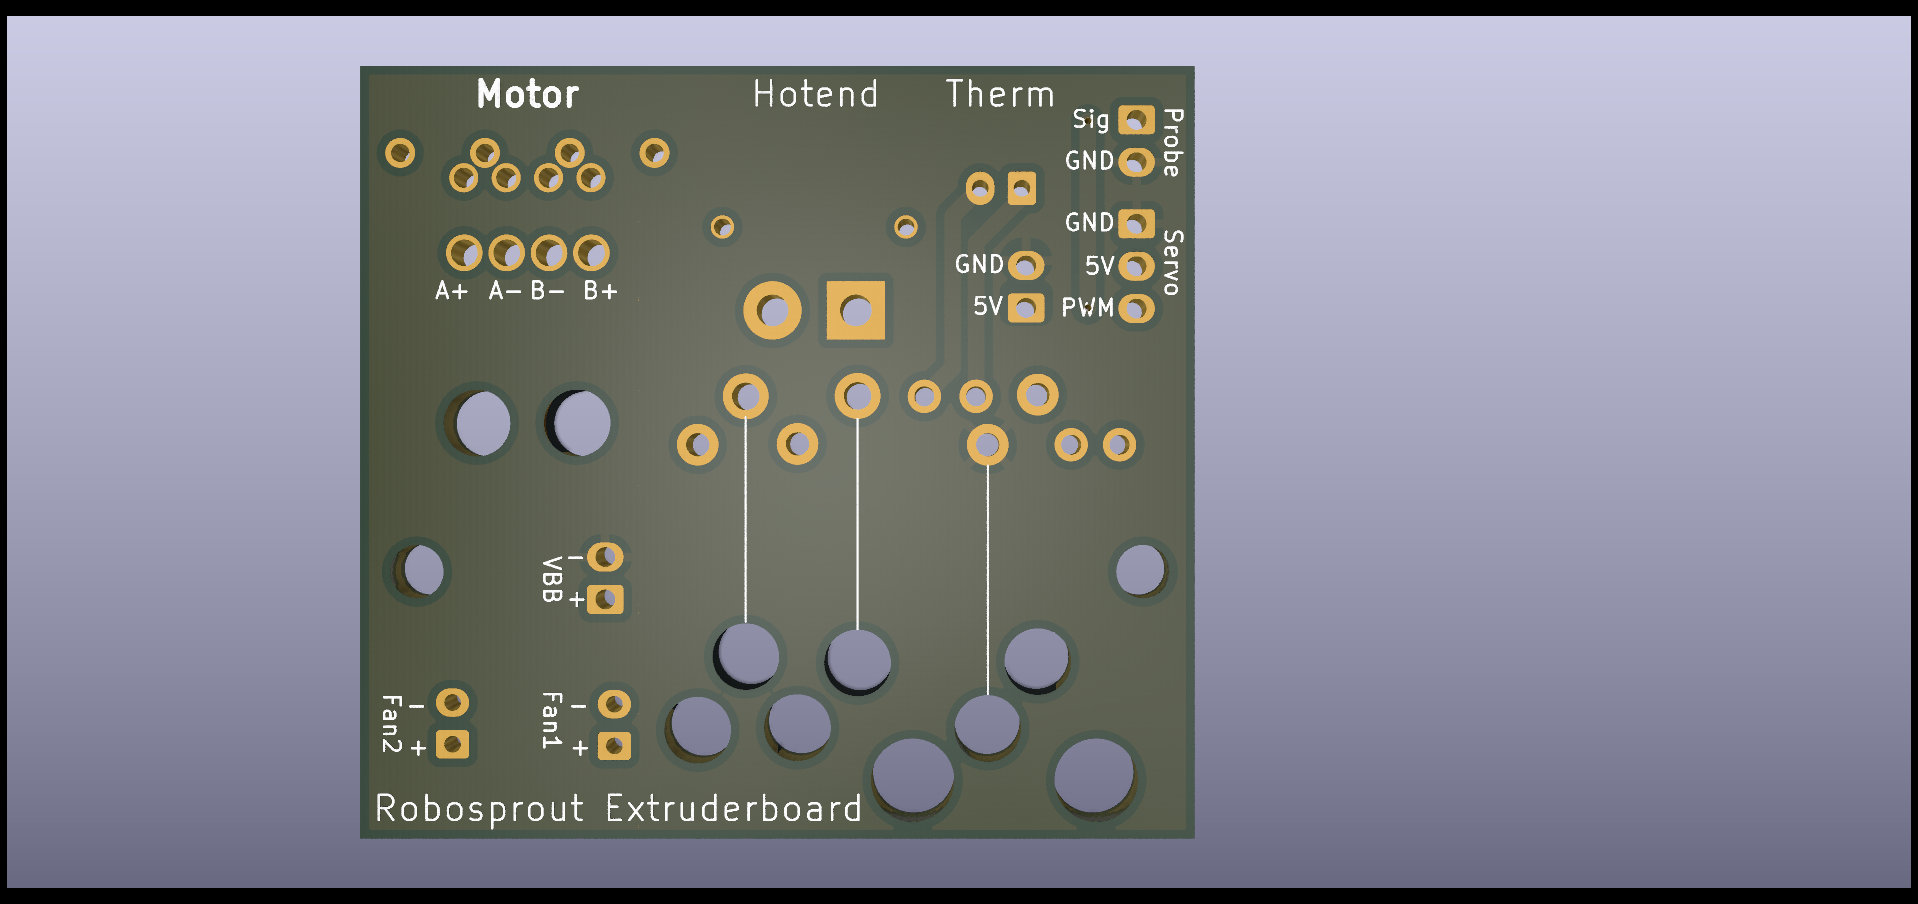 Motor
Hotend
Therm
Sig
GND
Probe
GND
5V
PWM
Servo
GND
5V
A+ A- B- B+
- VBB +
- Fan2 +
- Fan1 +
Robosprout Extruderboard